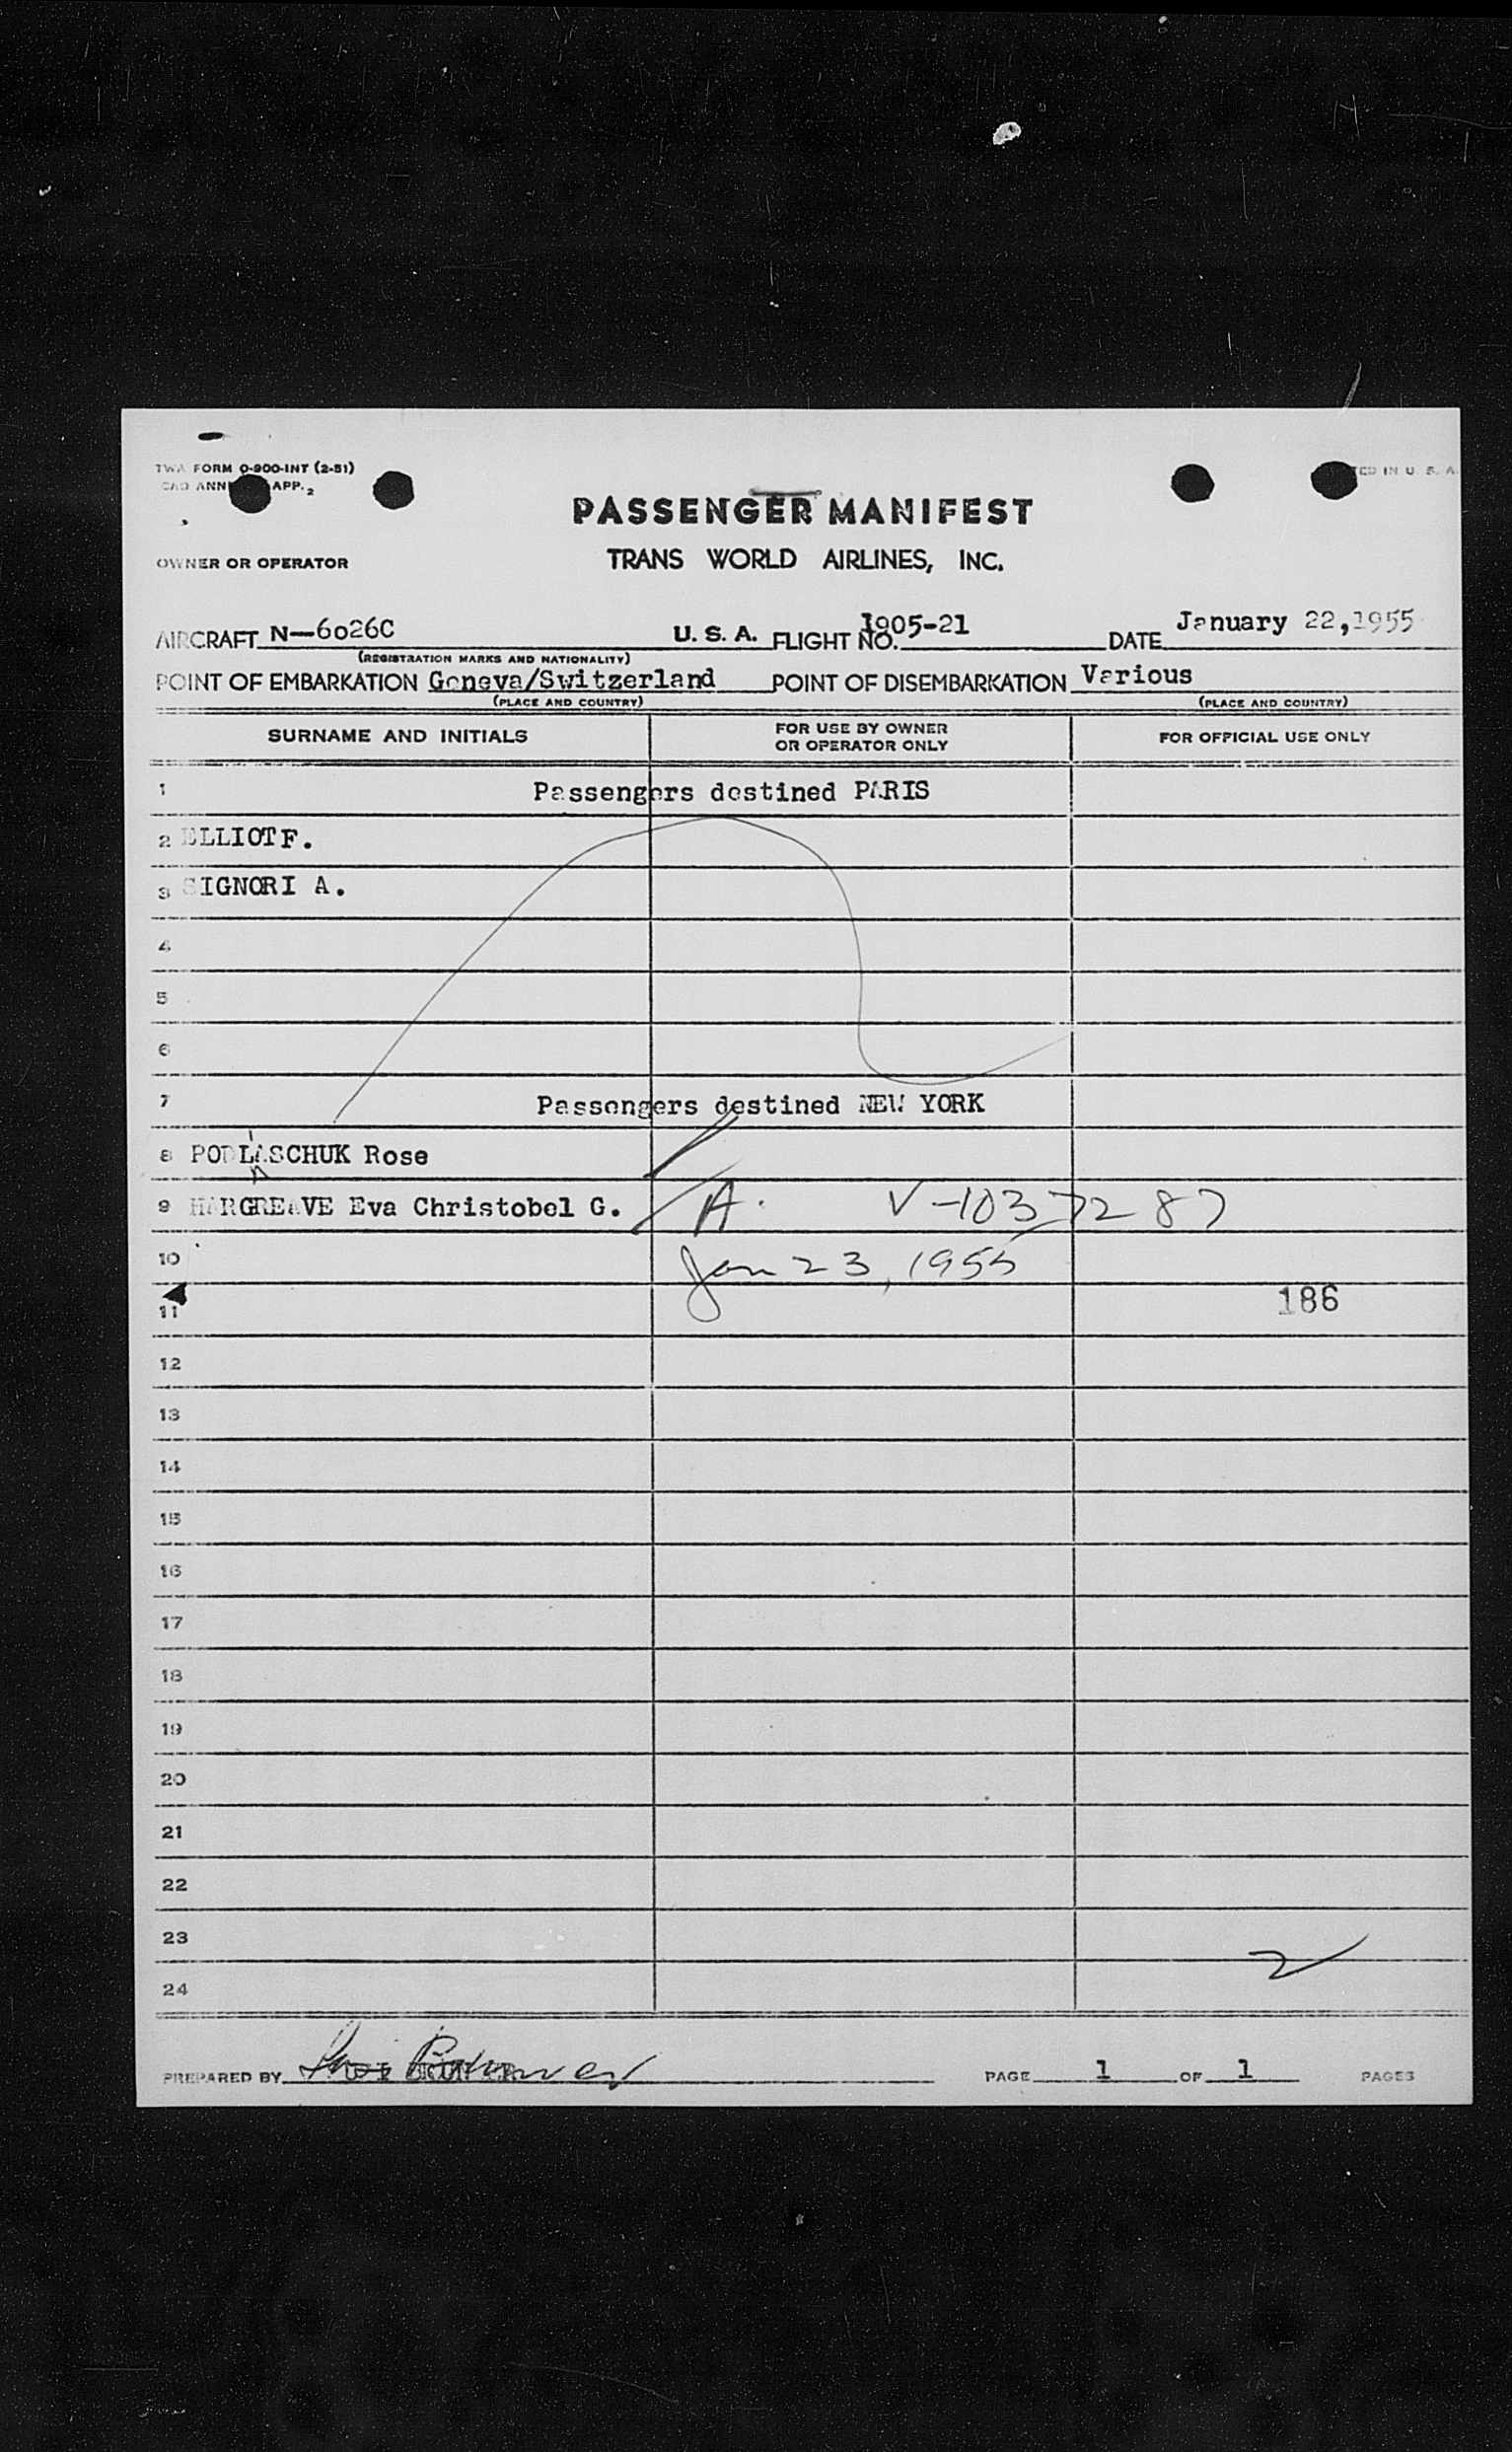 TWA FORM O-900-INT (2-51)
APP. 2
PASSENGER MANIFEST
OWNER OR OPERATOR TRANS WORLD AIRLINES, INC.
AIRCRAFT N-6026C U. S. A. FLIGHT NO. 1905-21 DATE January 22, 1955
(REGISTRATION MARKS AND NATIONALITY)
POINT OF EMBARKATION Geneva/Switzerland POINT OF DISEMBARKATION Various
(PLACE AND COUNTRY) (PLACE AND COUNTRY)
SURNAME AND INITIALS FOR USE BY OWNER OR OPERATOR ONLY FOR OFFICIAL USE ONLY
1 Passengers destined PARIS
2 ELLIOT F.
3 SIGNORI A.
4
5
6
7 Passengers destined NEW YORK
8 PODLASCHUK Rose
9 HARGREAVE Eva Christobel G. A. V-1037287
10 Jan 23, 1955
11 186
12
13
14
15
16
17
18
19
20
21
22
23
24 2
PREPARED BY PAGE 1 OF 1 PAGES